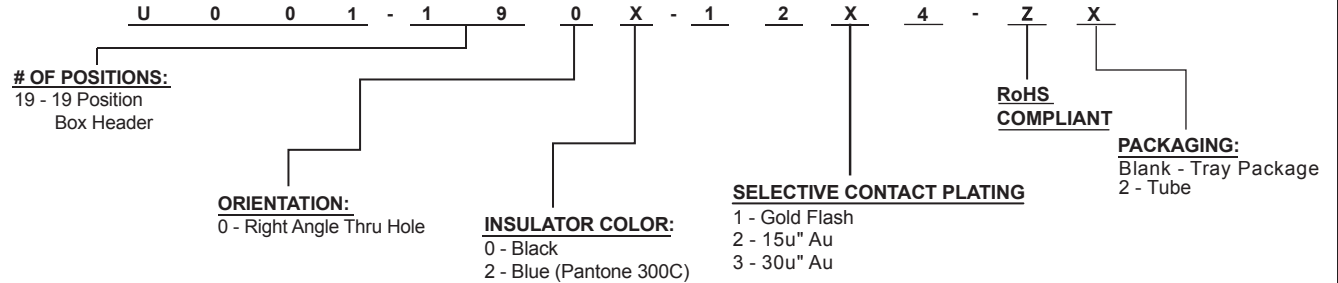 U 0 0 1 - 1 9 0 X - 1 2 X 4 - Z X
# OF POSITIONS:
19 - 19 Position
Box Header
ORIENTATION:
0 - Right Angle Thru Hole
INSULATOR COLOR:
0 - Black
2 - Blue (Pantone 300C)
SELECTIVE CONTACT PLATING
1 - Gold Flash
2 - 15u" Au
3 - 30u" Au
RoHS
COMPLIANT
PACKAGING:
Blank - Tray Package
2 - Tube